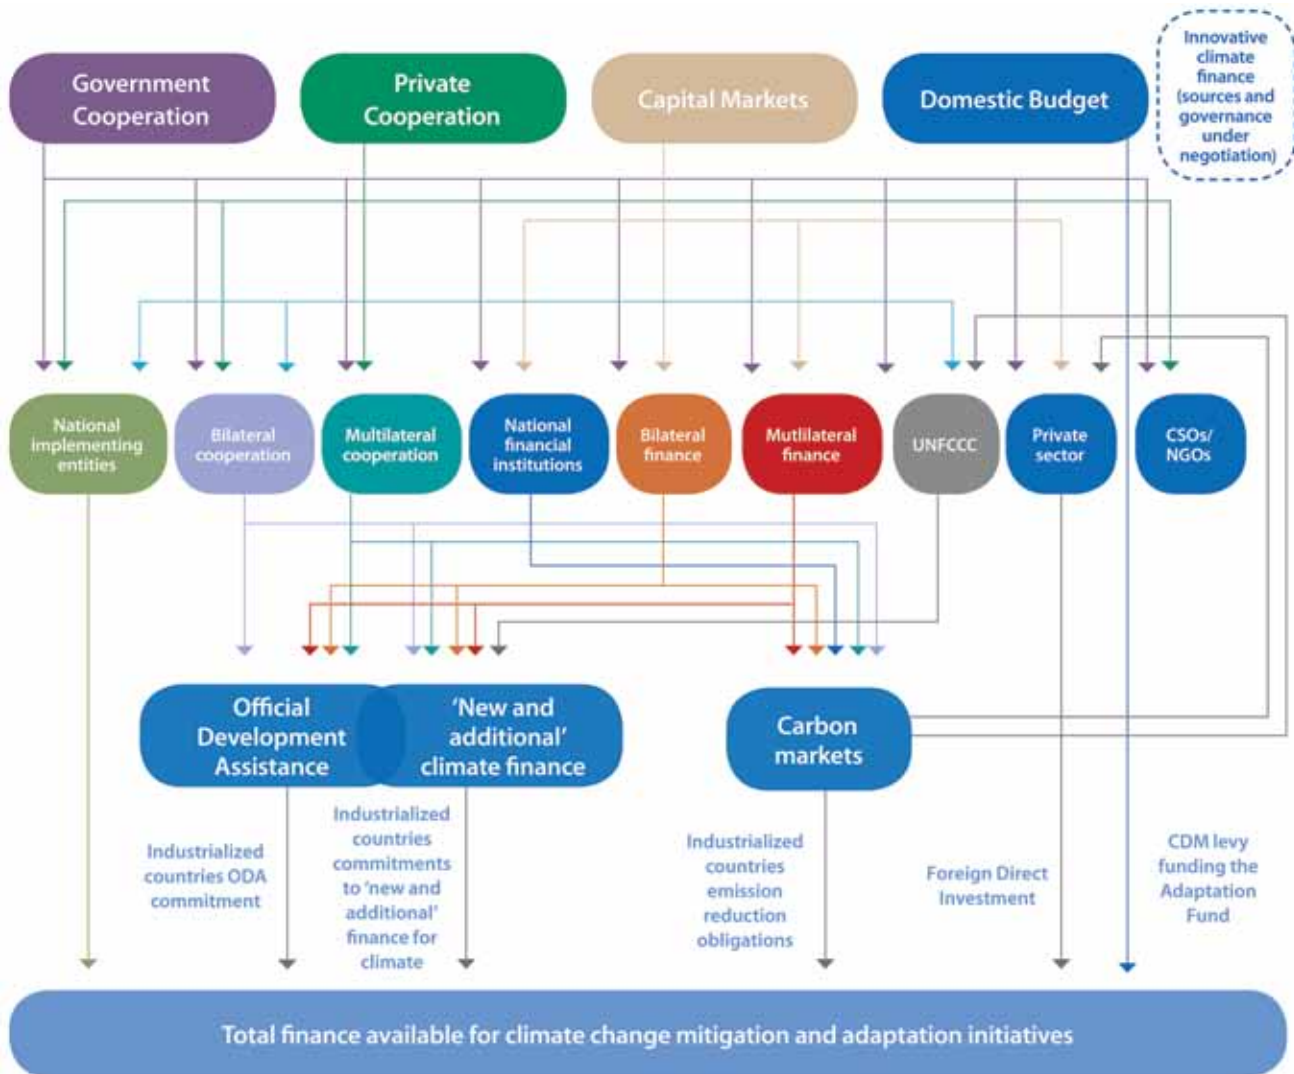 Government
Cooperation
Private
Cooperation
Capital Markets
Domestic Budget
Innovative
climate
finance
(sources and
governance
under
negotiation)
National
implementing
entities
Bilateral
cooperation
Multilateral
cooperation
National
financial
institutions
Bilateral
finance
Mutlilateral
finance
UNFCCC
Private
sector
CSOs/
NGOs
Official
Development
Assistance
‘New and
additional’
climate finance
Carbon
markets
Industrialized
countries ODA
commitment
Industrialized
countries
commitments
to ‘new and
additional’
finance for
climate
Industrialized
countries
emission
reduction
obligations
Foreign Direct
Investment
CDM levy
funding the
Adaptation
Fund
Total finance available for climate change mitigation and adaptation initiatives